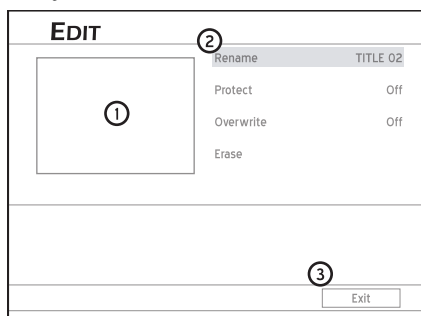 EDIT
2
Rename TITLE 02
1
Protect Off
Overwrite Off
Erase
3
Exit